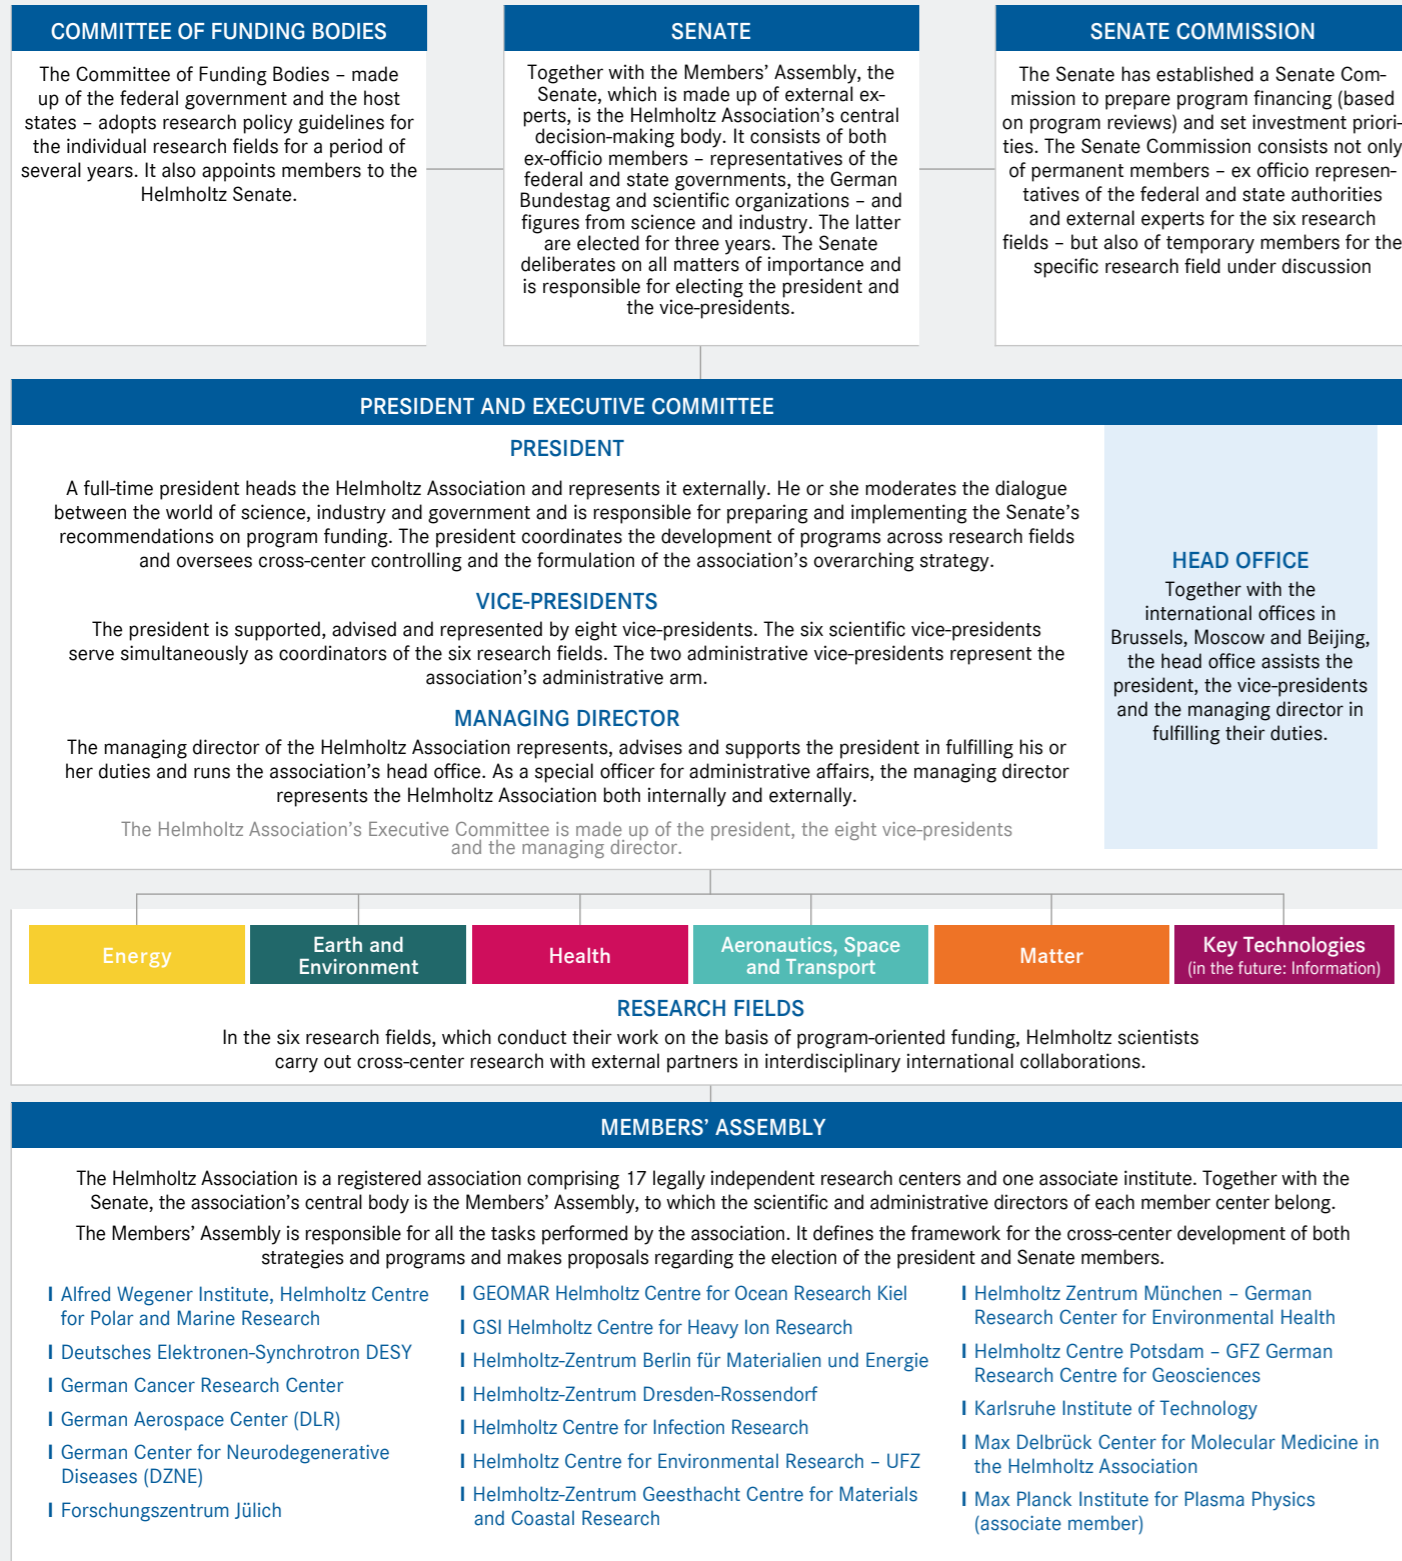 COMMITTEE OF FUNDING BODIES
The Committee of Funding Bodies – made
up of the federal government and the host
states – adopts research policy guidelines for
the individual research fields for a period of
several years. It also appoints members to the
Helmholtz Senate.
SENATE
Together with the Members’ Assembly, the
Senate, which is made up of external ex-
perts, is the Helmholtz Association’s central
decision-making body. It consists of both
ex-officio members – representatives of the
federal and state governments, the German
Bundestag and scientific organizations – and
figures from science and industry. The latter
are elected for three years. The Senate
deliberates on all matters of importance and
is responsible for electing the president and
the vice-presidents.
SENATE COMMISSION
The Senate has established a Senate Com-
mission to prepare program financing (based
on program reviews) and set investment priori-
ties. The Senate Commission consists not only
of permanent members – ex officio represen-
tatives of the federal and state authorities
and external experts for the six research
fields – but also of temporary members for the
specific research field under discussion
PRESIDENT AND EXECUTIVE COMMITTEE
PRESIDENT
A full-time president heads the Helmholtz Association and represents it externally. He or she moderates the dialogue
between the world of science, industry and government and is responsible for preparing and implementing the Senate’s
recommendations on program funding. The president coordinates the development of programs across research fields
and oversees cross-center controlling and the formulation of the association’s overarching strategy.
VICE-PRESIDENTS
The president is supported, advised and represented by eight vice-presidents. The six scientific vice-presidents
serve simultaneously as coordinators of the six research fields. The two administrative vice-presidents represent the
association’s administrative arm.
MANAGING DIRECTOR
The managing director of the Helmholtz Association represents, advises and supports the president in fulfilling his or
her duties and runs the association’s head office. As a special officer for administrative affairs, the managing director
represents the Helmholtz Association both internally and externally.
The Helmholtz Association’s Executive Committee is made up of the president, the eight vice-presidents
and the managing director.
HEAD OFFICE
Together with the
international offices in
Brussels, Moscow and Beijing,
the head office assists the
president, the vice-presidents
and the managing director in
fulfilling their duties.
Energy
Earth and
Environment
Health
Aeronautics, Space
and Transport
Matter
Key Technologies
(in the future: Information)
RESEARCH FIELDS
In the six research fields, which conduct their work on the basis of program-oriented funding, Helmholtz scientists
carry out cross-center research with external partners in interdisciplinary international collaborations.
MEMBERS’ ASSEMBLY
The Helmholtz Association is a registered association comprising 17 legally independent research centers and one associate institute. Together with the
Senate, the association’s central body is the Members’ Assembly, to which the scientific and administrative directors of each member center belong.
The Members’ Assembly is responsible for all the tasks performed by the association. It defines the framework for the cross-center development of both
strategies and programs and makes proposals regarding the election of the president and Senate members.
I Alfred Wegener Institute, Helmholtz Centre
for Polar and Marine Research
I Deutsches Elektronen-Synchrotron DESY
I German Cancer Research Center
I German Aerospace Center (DLR)
I German Center for Neurodegenerative
Diseases (DZNE)
I Forschungszentrum Jülich
I GEOMAR Helmholtz Centre for Ocean Research Kiel
I GSI Helmholtz Centre for Heavy Ion Research
I Helmholtz-Zentrum Berlin für Materialien und Energie
I Helmholtz-Zentrum Dresden-Rossendorf
I Helmholtz Centre for Infection Research
I Helmholtz Centre for Environmental Research – UFZ
I Helmholtz-Zentrum Geesthacht Centre for Materials
and Coastal Research
I Helmholtz Zentrum München – German
Research Center for Environmental Health
I Helmholtz Centre Potsdam – GFZ German
Research Centre for Geosciences
I Karlsruhe Institute of Technology
I Max Delbrück Center for Molecular Medicine in
the Helmholtz Association
I Max Planck Institute for Plasma Physics
(associate member)